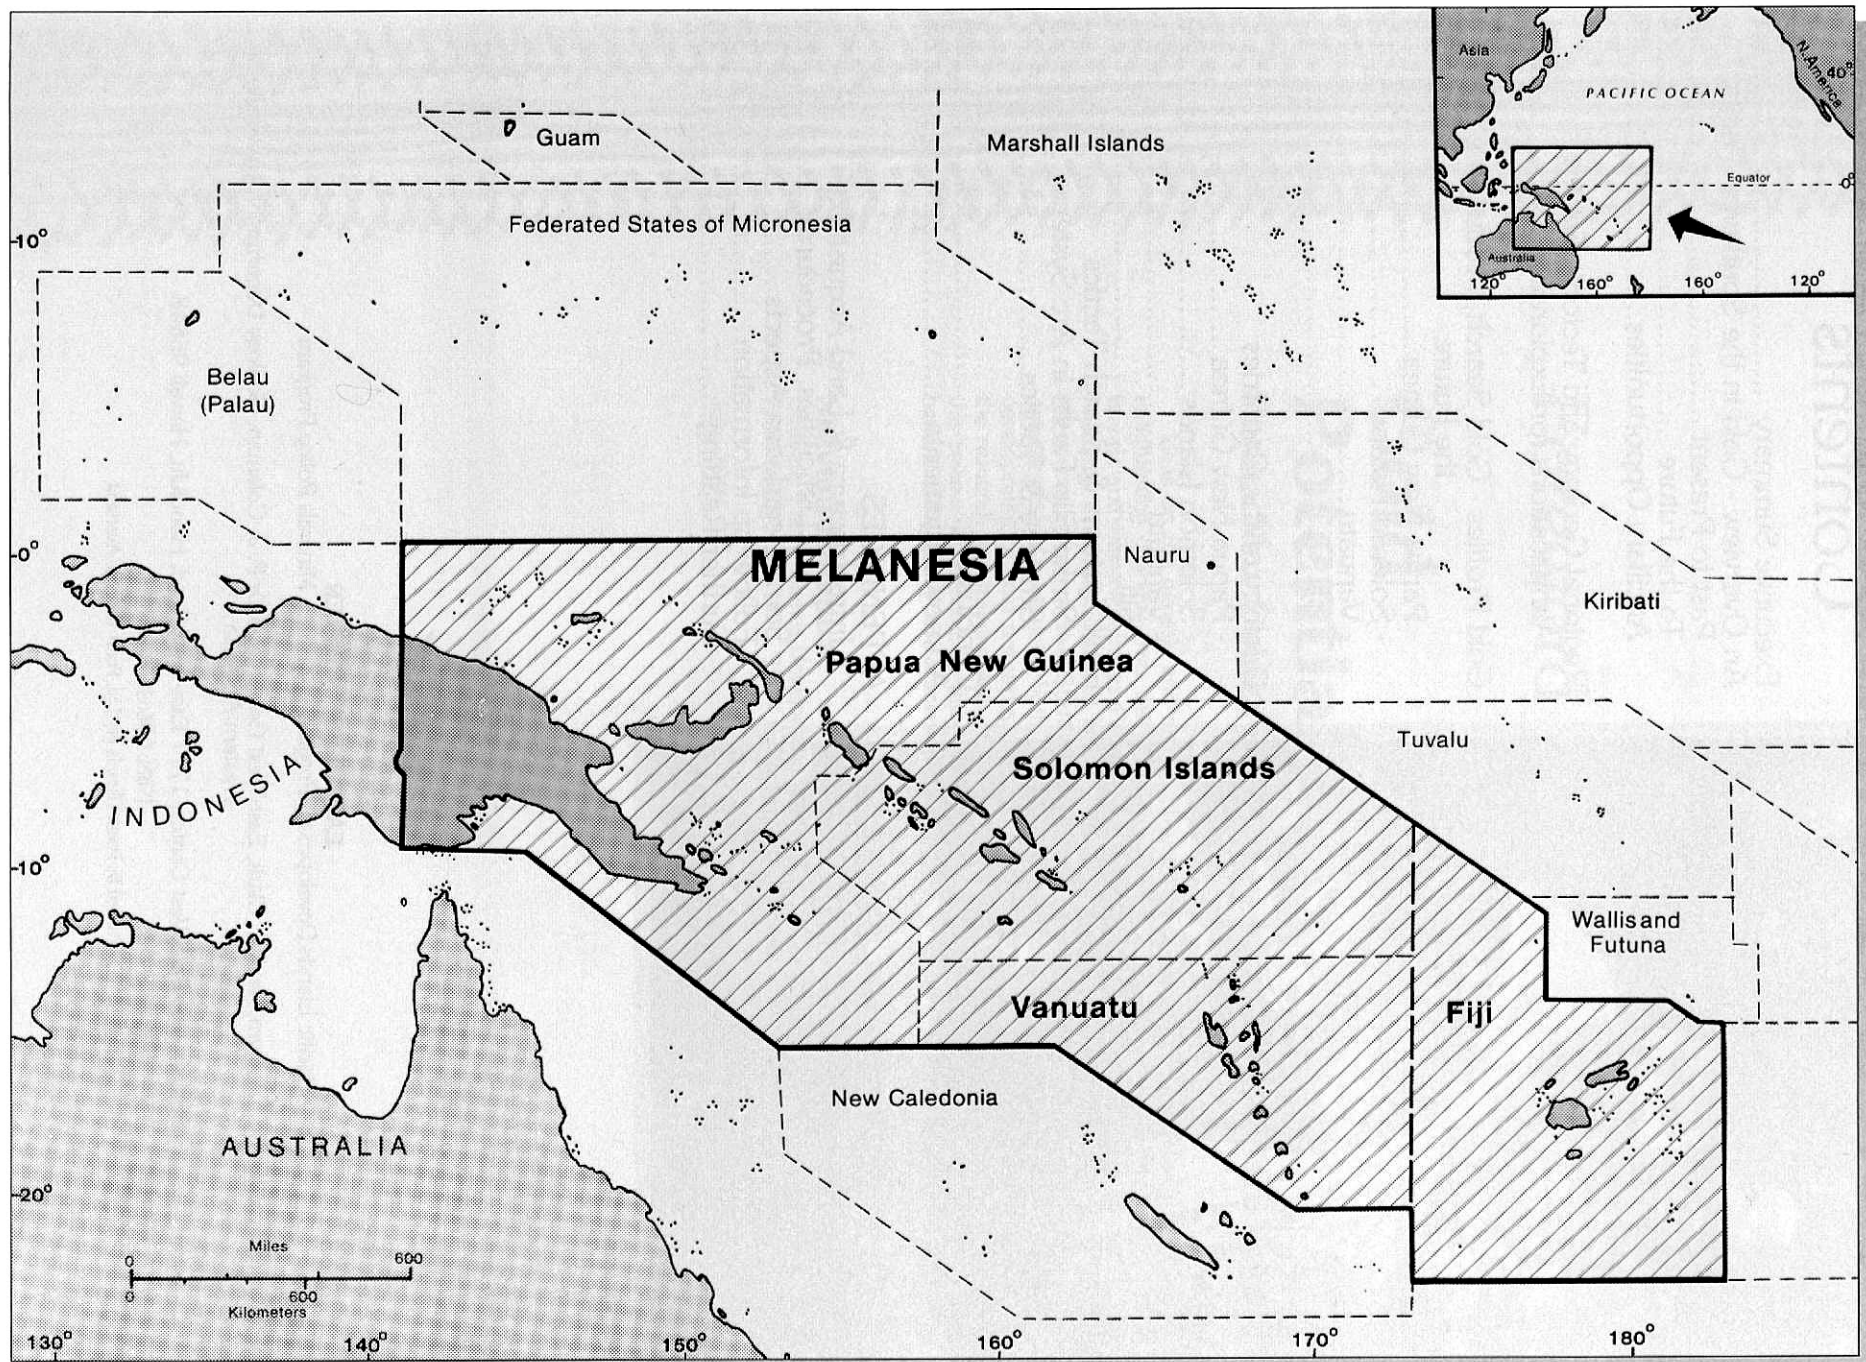 Asia
N. America
40°
PACIFIC OCEAN
Equator
0°
Australia
120°
160°
160°
120°
Guam
Marshall Islands
Federated States of Micronesia
10°
Belau
(Palau)
0°
MELANESIA
Nauru
Kiribati
Papua New Guinea
Tuvalu
Solomon Islands
INDONESIA
10°
Wallis and
Futuna
Vanuatu
Fiji
New Caledonia
AUSTRALIA
20°
Miles
0
600
0
600
Kilometers
130°
140°
150°
160°
170°
180°
Contents